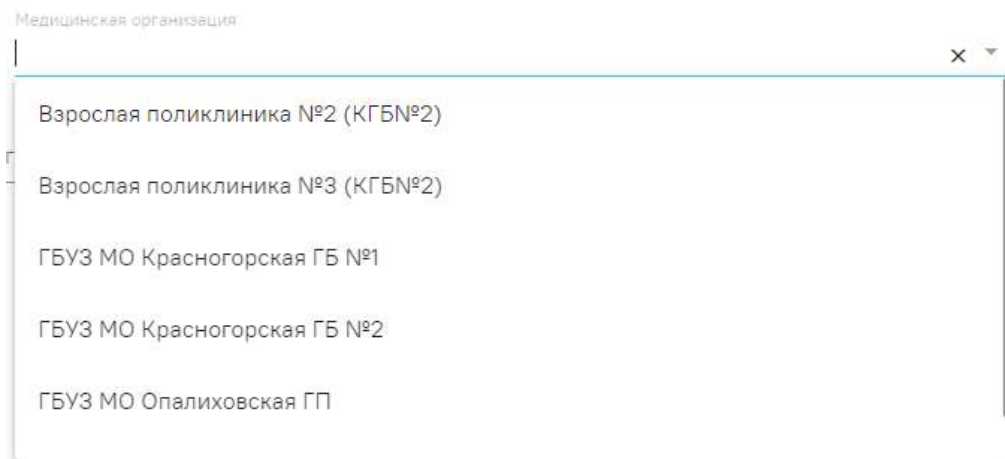 Медицинская организация
Взрослая поликлиника №2 (КГБ№2)
Взрослая поликлиника №3 (КГБ№2)
ГБУЗ МО Красногорская ГБ №1
ГБУЗ МО Красногорская ГБ №2
ГБУЗ МО Опалиховская ГП